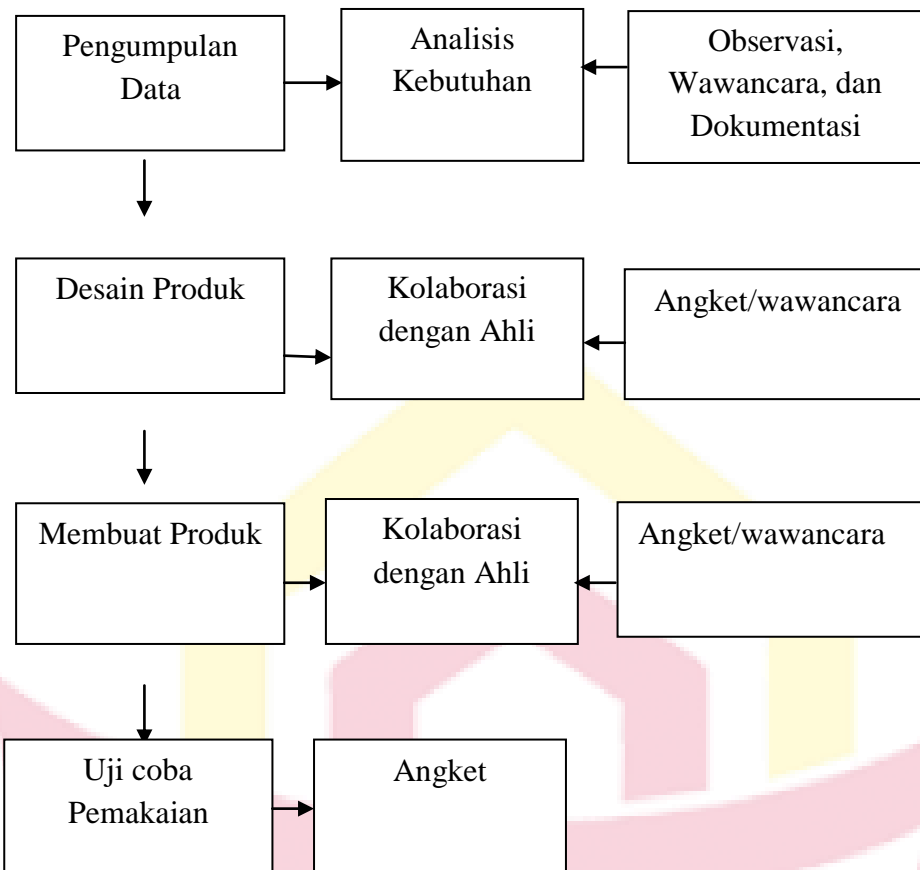 Pengumpulan
Data
Analisis
Kebutuhan
Observasi,
Wawancara, dan
Dokumentasi
Desain Produk
Kolaborasi
dengan Ahli
Angket/wawancara
Membuat Produk
Kolaborasi
dengan Ahli
Angket/wawancara
Uji coba
Pemakaian
Angket